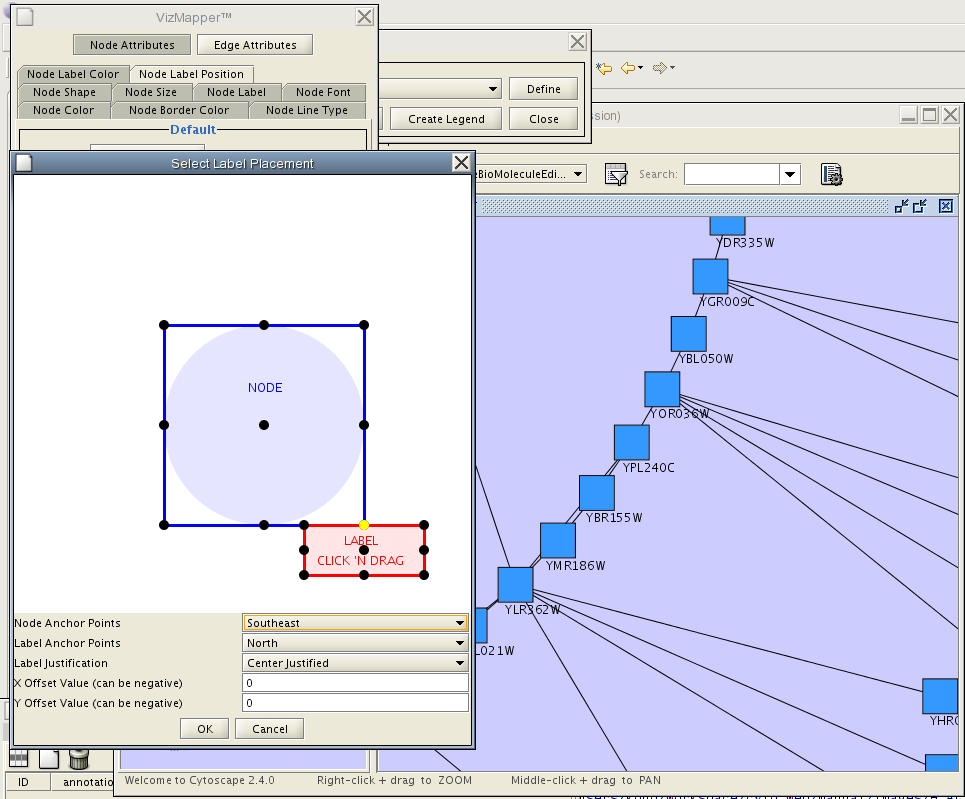 VizMapper™
Node Attributes
Edge Attributes
Node Label Color
Node Label Position
Node Shape
Node Size
Node Label
Node Font
Node Color
Node Border Color
Node Line Type
Default
Define
Create Legend
Close
Select Label Placement
NODE
LABEL
CLICK 'N DRAG
Node Anchor Points
Southeast
Label Anchor Points
North
Label Justification
Center Justified
X Offset Value (can be negative)
0
Y Offset Value (can be negative)
0
OK
Cancel
ssion)
eBioMoleculeEdi...
Search:
YDR335W
YGR009C
YBL050W
YOR036W
YPL240C
YBR155W
YMR186W
YLR362W
L021W
YHR0
ID
annotatio
Welcome to Cytoscape 2.4.0
Right-click + drag to ZOOM
Middle-click + drag to PAN